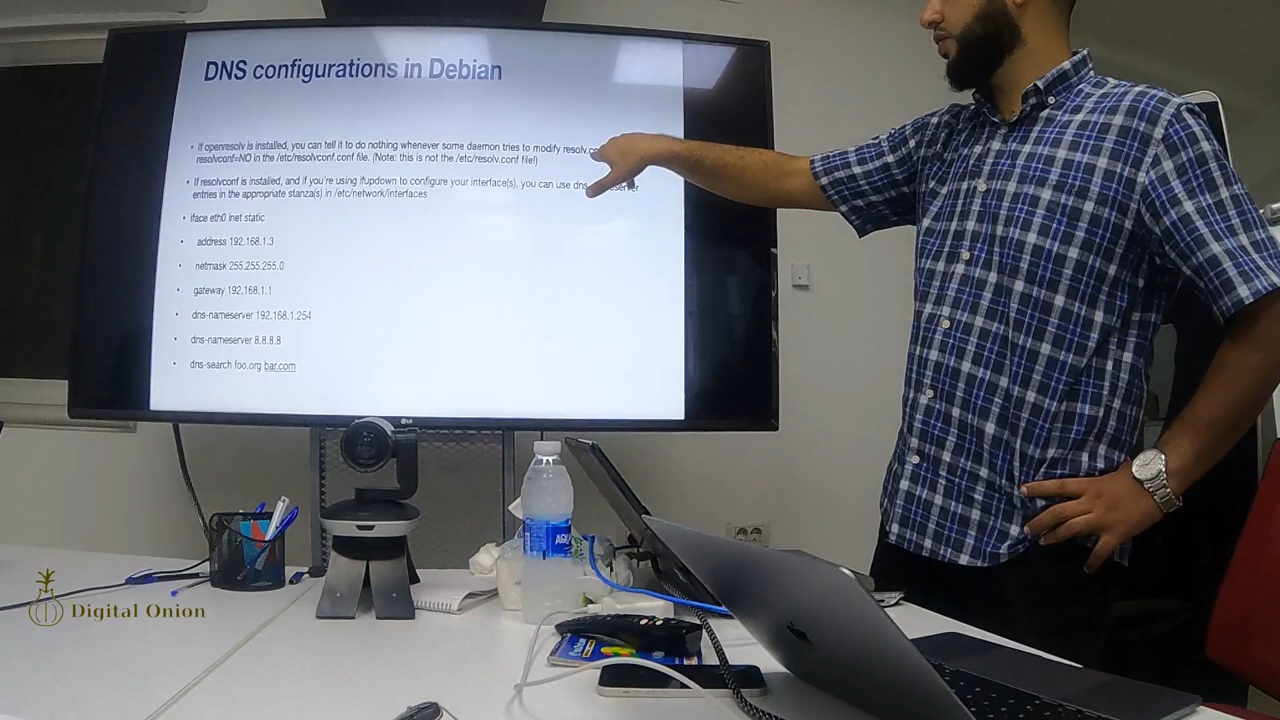 DNS configurations in Debian
• If openresolv is installed, you can tell it to do nothing whenever some daemon tries to modify
resolvconf=NO in the /etc/resolvconf.conf file. (Note: this is not the /etc/resolv.conf file!)
• If resolvconf is installed, and if you're using ifupdown to configure your interface(s), you can use
entries in the appropriate stanza(s) in /etc/network/interfaces
• iface eth0 inet static
• address 192.168.1.3
• netmask 255.255.255.0
• gateway 192.168.1.1
• dns-nameserver 192.168.1.254
• dns-nameserver 8.8.8.8
• dns-search foo.org bar.com
LG
Digital Onion